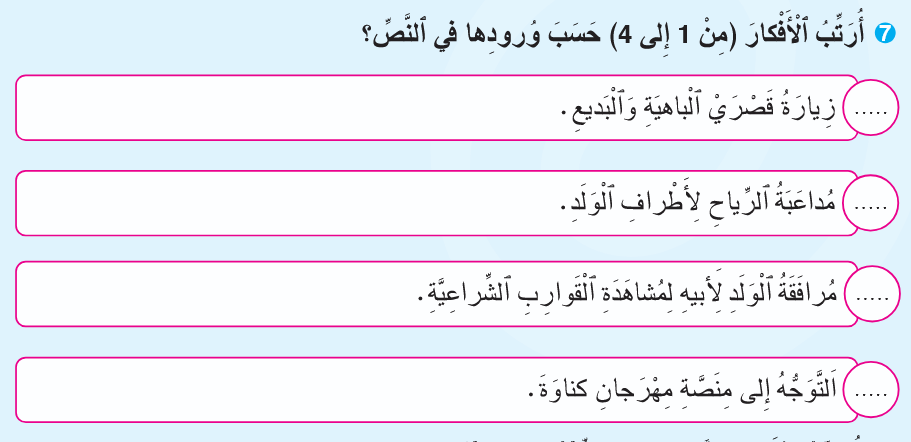 7 أُرَتِّبُ ٱلْأَفْكارَ (مِنْ 1 إِلى 4) حَسَبَ وُرودِها في ٱلنَّصِّ؟
..... زِيارَةُ قَصْرَيْ ٱلْباهِيَةِ وَٱلْبَديعِ.
..... مُداعَبَةُ ٱلرِّياحِ لِأَطْرافِ ٱلْوَلَدِ.
..... مُرافَقَةُ ٱلْوَلَدِ لِأَبيهِ لِمُشاهَدَةِ ٱلْقَوارِبِ ٱلشِّراعِيَّةِ.
..... اَلتَّوَجُّهُ إِلى مِنَصَّةِ مِهْرَجانِ كناوَةَ.